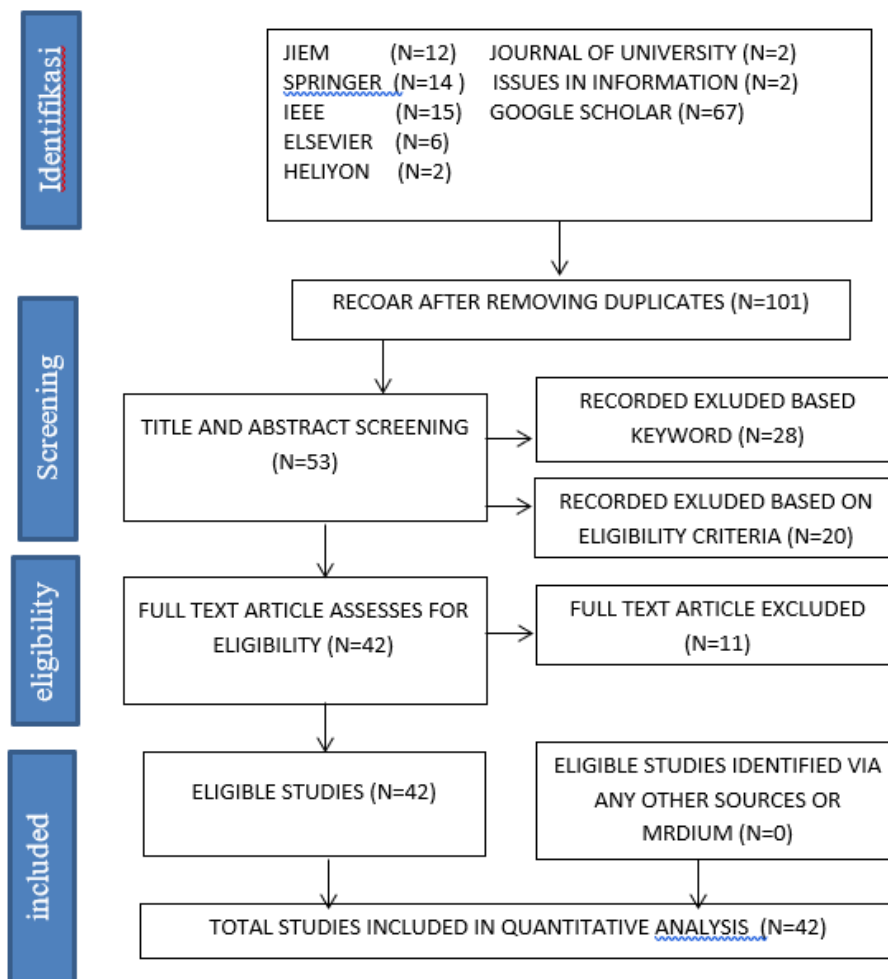 Identifikasi
JIEM (N=12) JOURNAL OF UNIVERSITY (N=2)
SPRINGER (N=14 ) ISSUES IN INFORMATION (N=2)
IEEE (N=15) GOOGLE SCHOLAR (N=67)
ELSEVIER (N=6)
HELIYON (N=2)
RECOAR AFTER REMOVING DUPLICATES (N=101)
Screening
TITLE AND ABSTRACT SCREENING
(N=53)
RECORDED EXLUDED BASED
KEYWORD (N=28)
RECORDED EXLUDED BASED ON
ELIGIBILITY CRITERIA (N=20)
eligibility
FULL TEXT ARTICLE ASSESSES FOR
ELIGIBILITY (N=42)
FULL TEXT ARTICLE EXCLUDED
(N=11)
included
ELIGIBLE STUDIES (N=42)
ELIGIBLE STUDIES IDENTIFIED VIA
ANY OTHER SOURCES OR
MRDIUM (N=0)
TOTAL STUDIES INCLUDED IN QUANTITATIVE ANALYSIS (N=42)